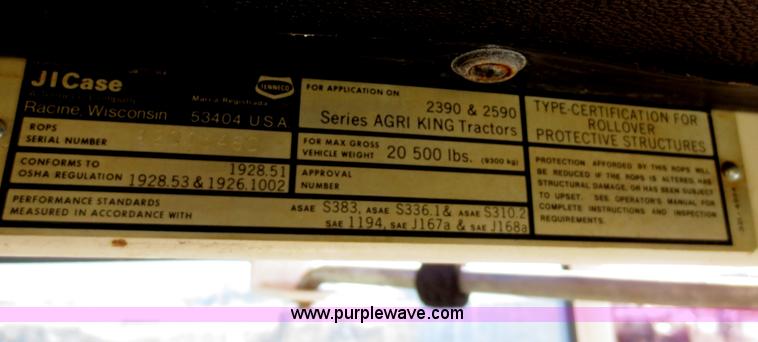 J I Case
A Tenneco Company
Racine, Wisconsin
TENNECO
Marca Registrada
53404 U.S.A
ROPS
SERIAL NUMBER
CONFORMS TO
OSHA REGULATION
1928.51
1928.53 & 1926.1002
PERFORMANCE STANDARDS
MEASURED IN ACCORDANCE WITH
ASAE S383, ASAE S336.1 & ASAE S310.2
SAE 1194, SAE J167a & SAE J168a
FOR APPLICATION ON
2390 & 2590
Series AGRI KING Tractors
FOR MAX GROSS
VEHICLE WEIGHT 20 500 lbs. (9300 kg)
APPROVAL
NUMBER
TYPE-CERTIFICATION FOR
ROLLOVER
PROTECTIVE STRUCTURES
PROTECTION AFFORDED BY THIS ROPS WILL
BE REDUCED IF THE ROPS IS ALTERED, HAS
STRUCTURAL DAMAGE, OR HAS BEEN SUBJECT
TO UPSET. SEE OPERATOR'S MANUAL FOR
COMPLETE INSTRUCTIONS AND INSPECTION
REQUIREMENTS.
www.purplewave.com